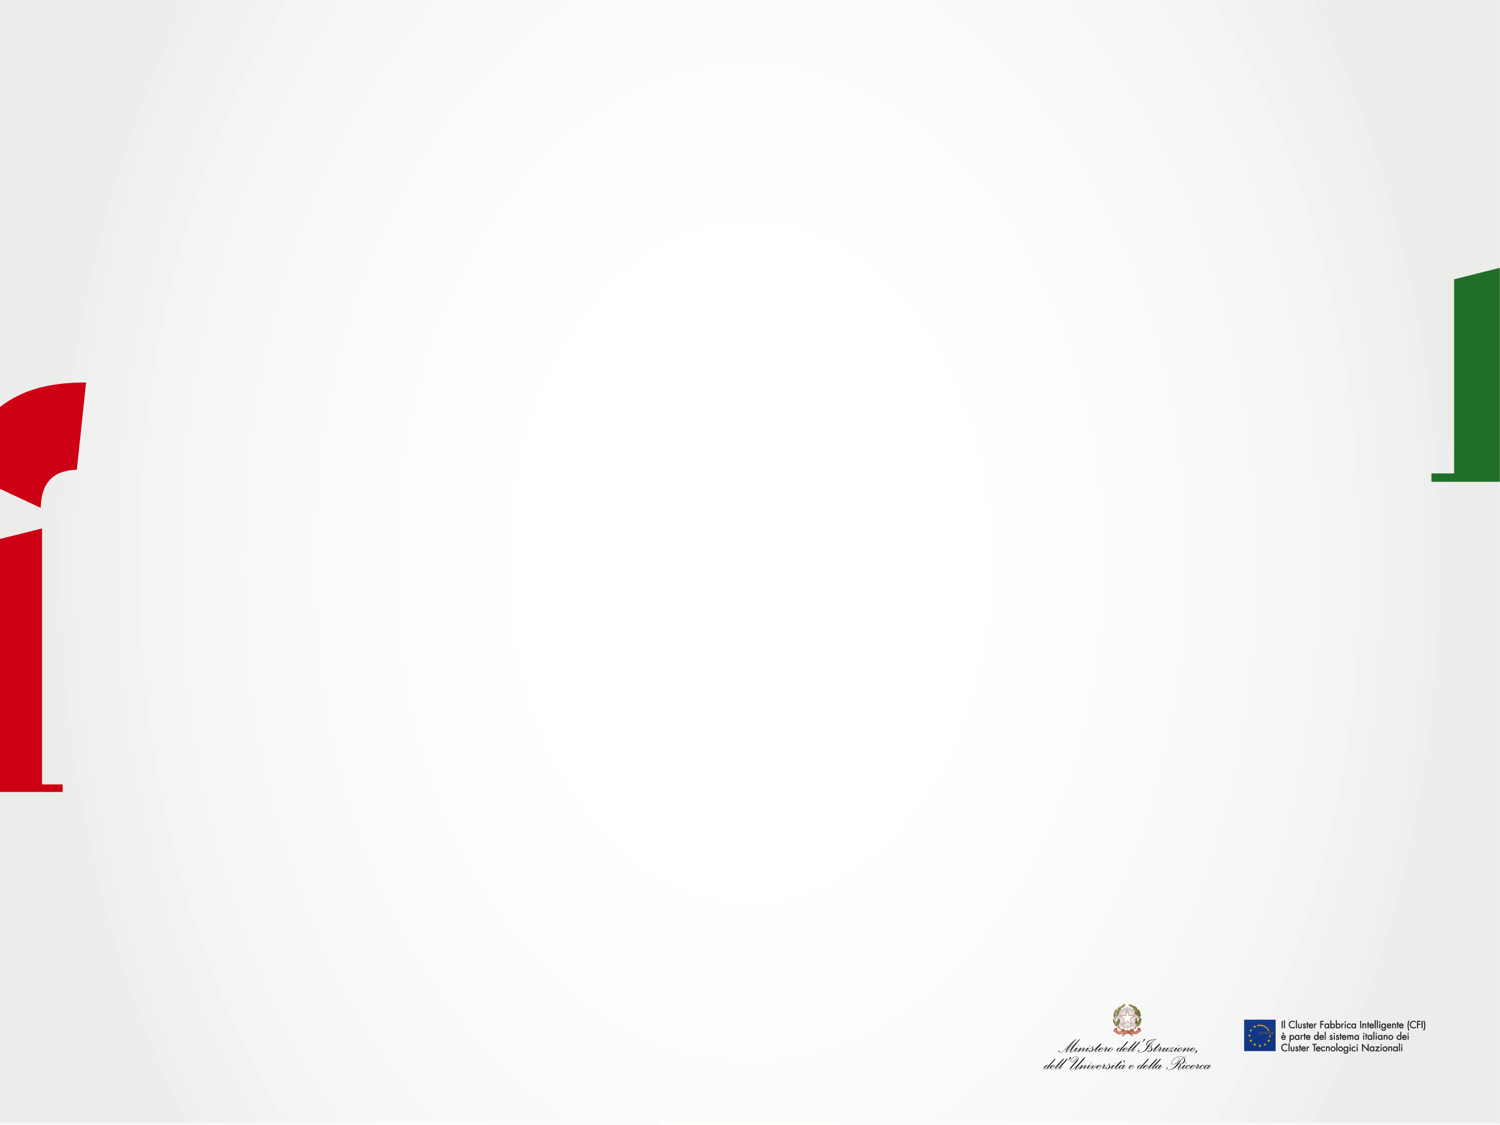 Ministero dell'Istruzione,
dell'Università e della Ricerca
Il Cluster Fabbrica Intelligente (CFI)
è parte del sistema italiano dei
Cluster Tecnologici Nazionali